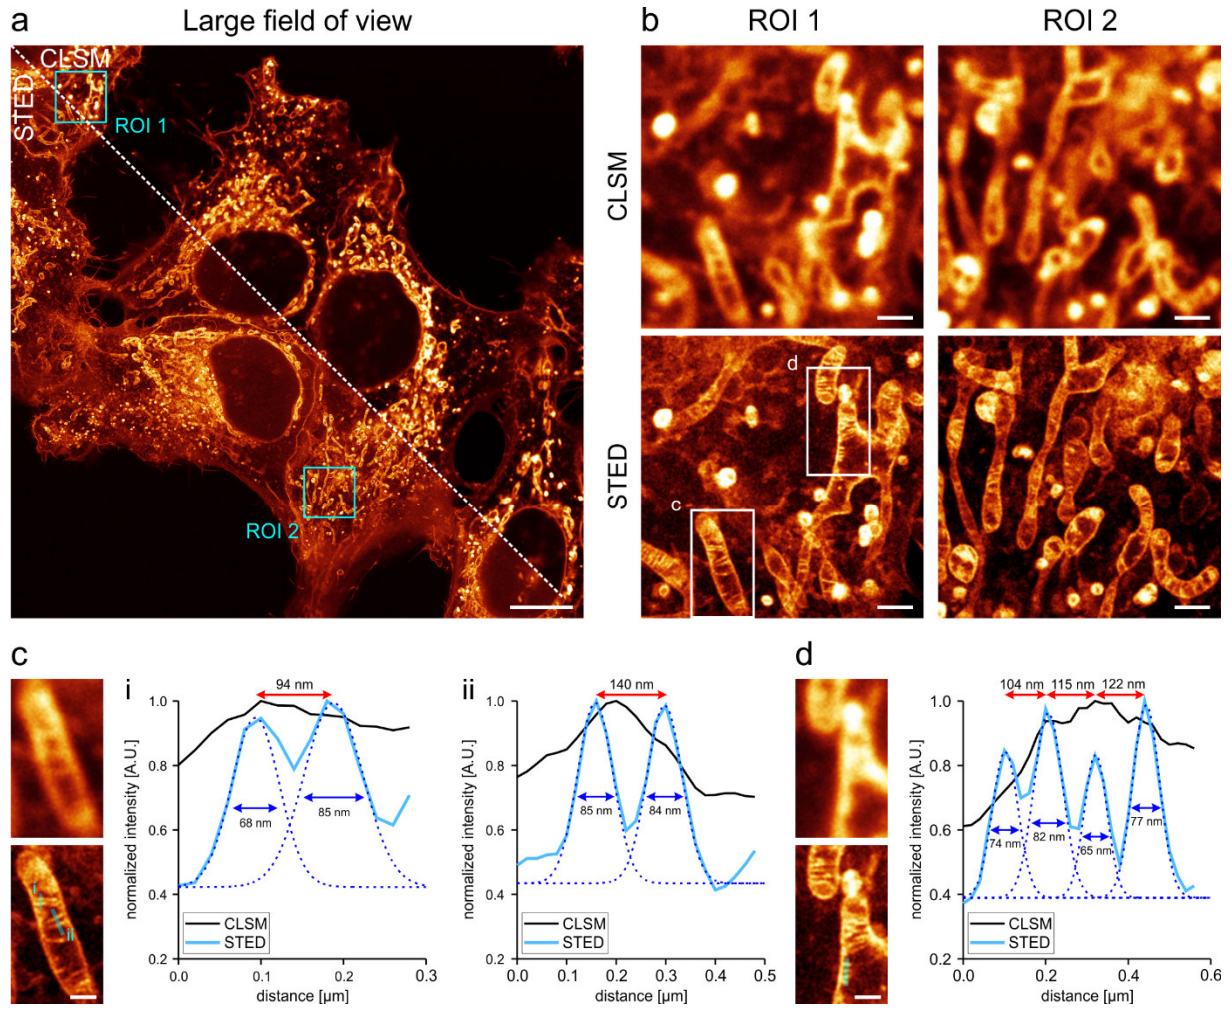 a
Large field of view
b
ROI 1
ROI 2
CLSM
STED
ROI 1
ROI 2
CLSM
STED
d
c
c
i
94 nm
normalized intensity [A.U.]
1.0
0.8
0.6
0.4
0.2
68 nm
85 nm
CLSM
STED
0.0
0.1
0.2
0.3
distance [µm]
i
ii
ii
140 nm
normalized intensity [A.U.]
1.0
0.8
0.6
0.4
0.2
85 nm
84 nm
CLSM
STED
0.0
0.1
0.2
0.3
0.4
0.5
distance [µm]
d
104 nm
115 nm
122 nm
normalized intensity [A.U.]
1.0
0.8
0.6
0.4
0.2
74 nm
82 nm
65 nm
77 nm
CLSM
STED
0.0
0.2
0.4
0.6
distance [µm]